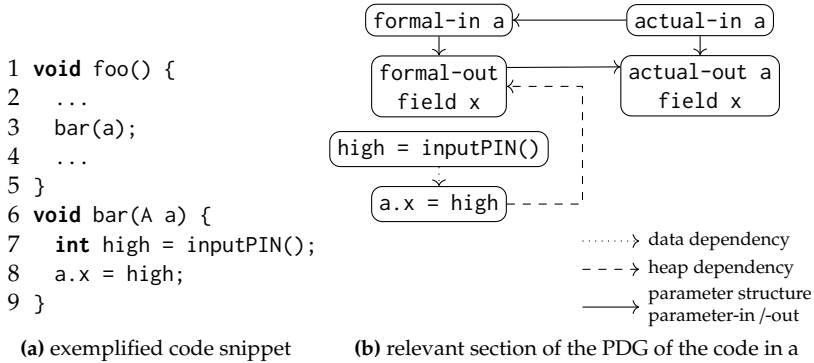 1 void foo() {
2   ...
3   bar(a);
4   ...
5 }
6 void bar(A a) {
7   int high = inputPIN();
8   a.x = high;
9 }
(a) exemplified code snippet
formal-in a
actual-in a
formal-out
field x
actual-out a
field x
high = inputPIN()
a.x = high
data dependency
heap dependency
parameter structure
parameter-in /-out
(b) relevant section of the PDG of the code in a